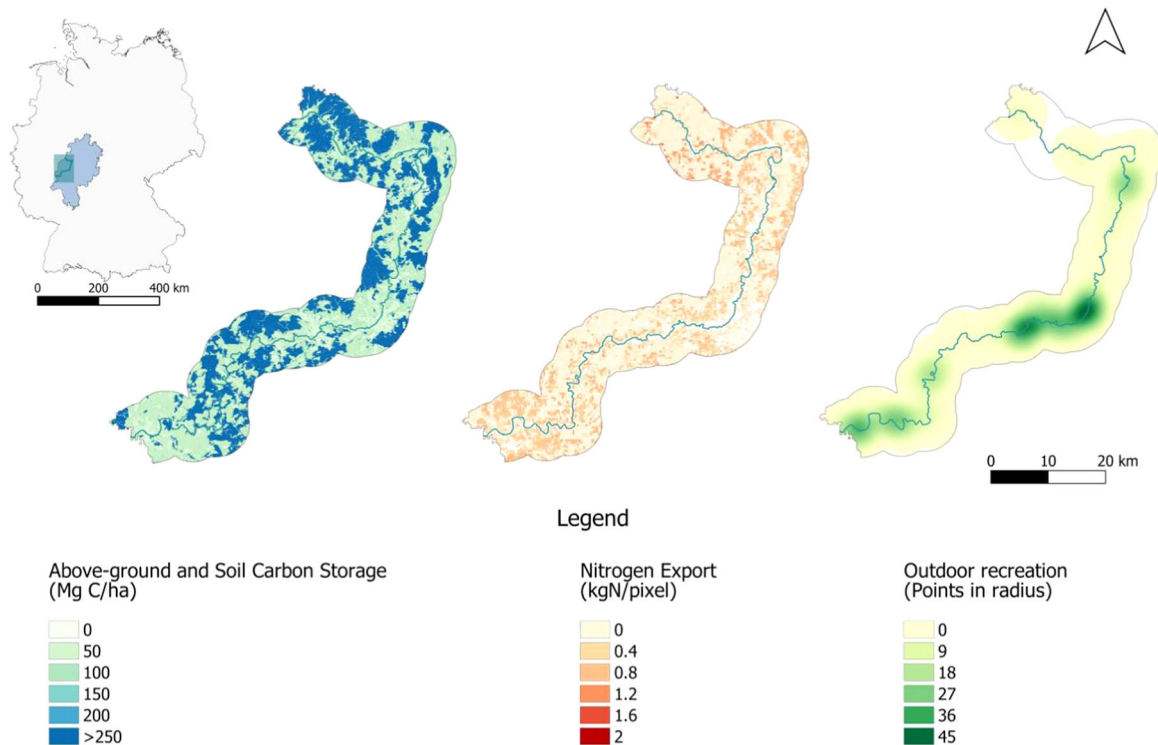 0 200 400 km
0 10 20 km
Legend
Above-ground and Soil Carbon Storage
(Mg C/ha)
0
50
100
150
200
>250
Nitrogen Export
(kgN/pixel)
0
0.4
0.8
1.2
1.6
2
Outdoor recreation
(Points in radius)
0
9
18
27
36
45